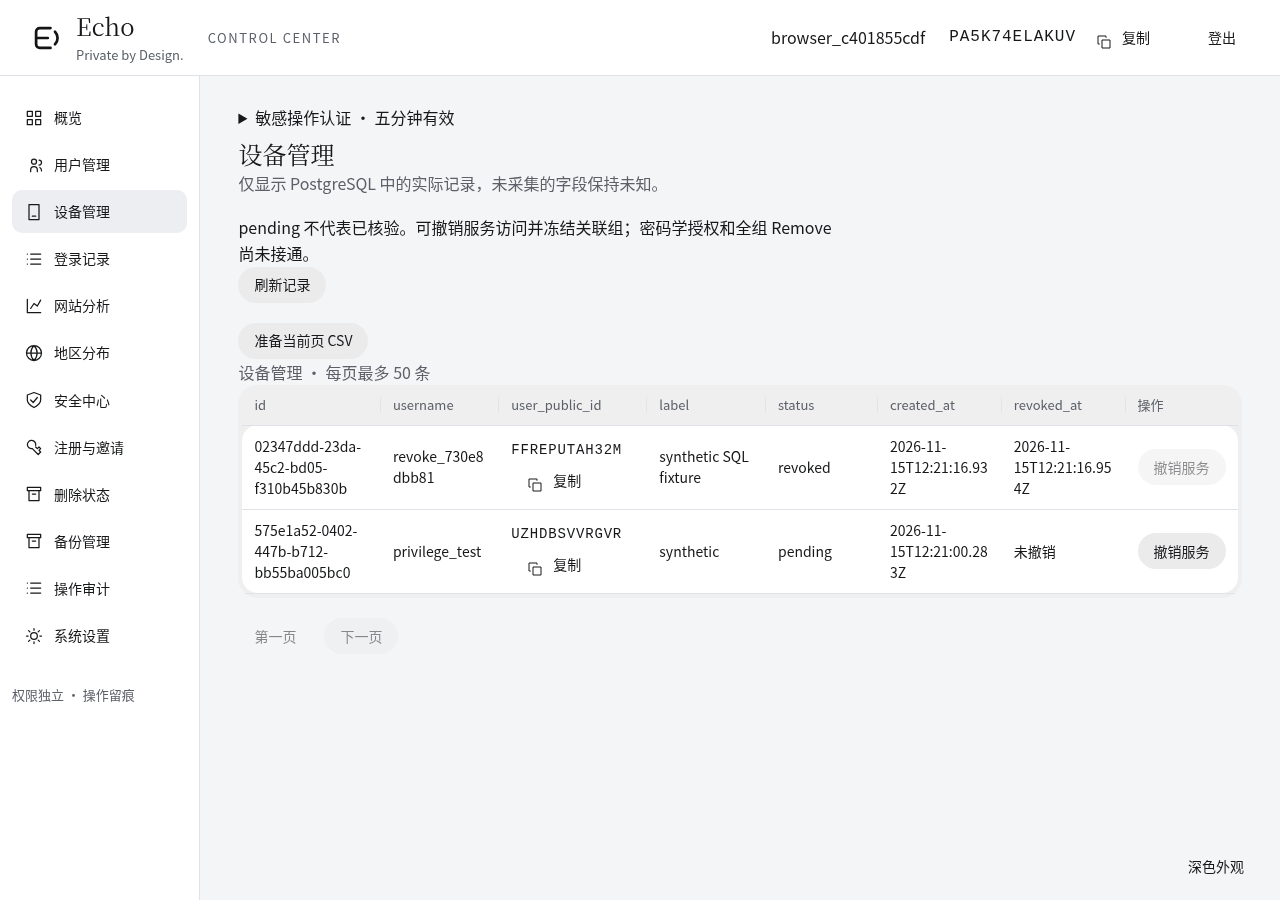 Echo
Private by Design.
CONTROL CENTER
browser_c401855cdf
PA5K74ELAKUV
复制
登出
概览
用户管理
设备管理
登录记录
网站分析
地区分布
安全中心
注册与邀请
删除状态
备份管理
操作审计
系统设置
权限独立 · 操作留痕
敏感操作认证 · 五分钟有效
设备管理
仅显示 PostgreSQL 中的实际记录，未采集的字段保持未知。
pending 不代表已核验。可撤销服务访问并冻结关联组；密码学授权和全组 Remove
尚未接通。
刷新记录
准备当前页 CSV
设备管理 · 每页最多 50 条
id username user_public_id label status created_at revoked_at 操作
02347ddd-23da-
45c2-bd05-
f310b45b830b
revoke_730e8
dbb81
FFREPUTAH32M
复制
synthetic SQL
fixture
revoked
2026-11-
15T12:21:16.93
2Z
2026-11-
15T12:21:16.95
4Z
撤销服务
575e1a52-0402-
447b-b712-
bb55ba005bc0
privilege_test
UZHDBSVVRGVR
复制
synthetic
pending
2026-11-
15T12:21:00.28
3Z
未撤销
撤销服务
第一页
下一页
深色外观